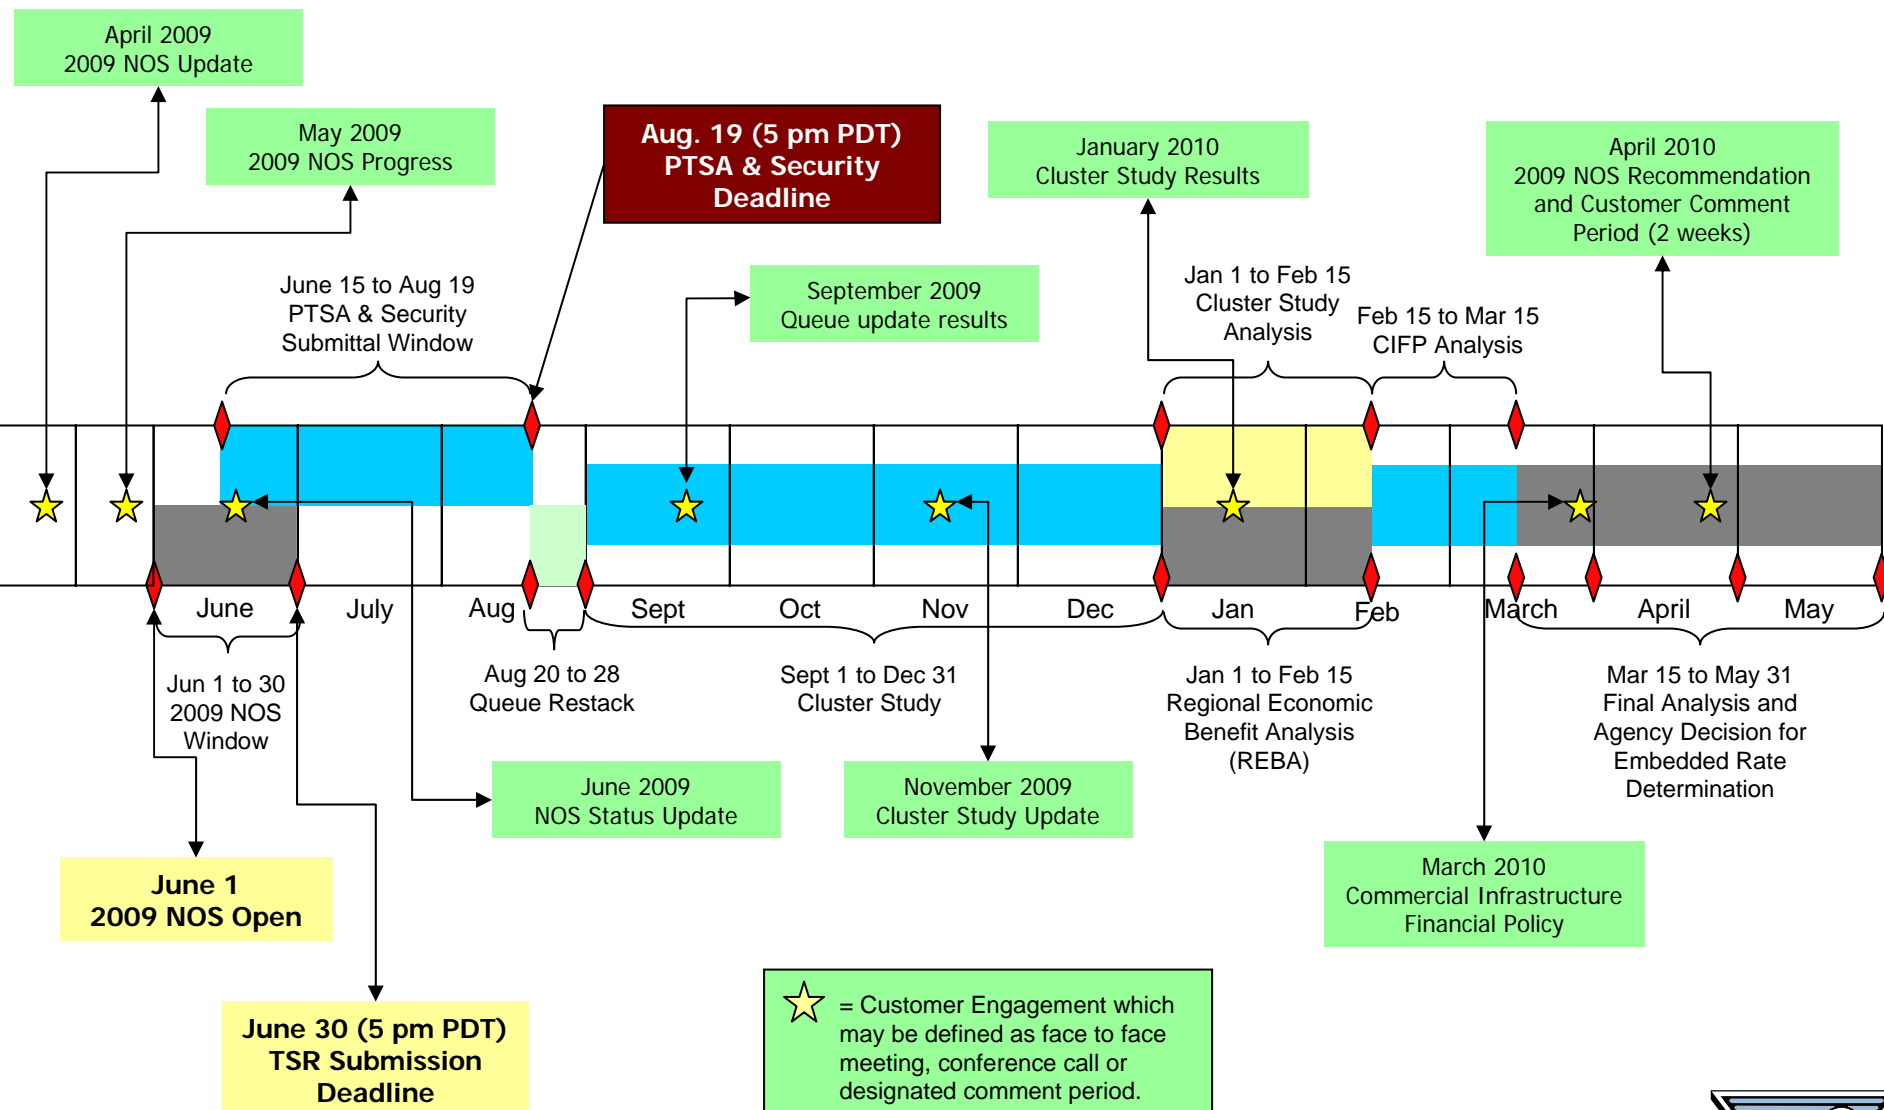 April 2009
2009 NOS Update
May 2009
2009 NOS Progress
Aug. 19 (5 pm PDT)
PTSA & Security
Deadline
January 2010
Cluster Study Results
April 2010
2009 NOS Recommendation
and Customer Comment
Period (2 weeks)
June 15 to Aug 19
PTSA & Security
Submittal Window
September 2009
Queue update results
Jan 1 to Feb 15
Cluster Study
Analysis
Feb 15 to Mar 15
CIFP Analysis
June
July
Aug
Sept
Oct
Nov
Dec
Jan
Feb
March
April
May
Jun 1 to 30
2009 NOS
Window
Aug 20 to 28
Queue Restack
Sept 1 to Dec 31
Cluster Study
Jan 1 to Feb 15
Regional Economic
Benefit Analysis
(REBA)
Mar 15 to May 31
Final Analysis and
Agency Decision for
Embedded Rate
Determination
June 2009
NOS Status Update
November 2009
Cluster Study Update
June 1
2009 NOS Open
March 2010
Commercial Infrastructure
Financial Policy
June 30 (5 pm PDT)
TSR Submission
Deadline
= Customer Engagement which
may be defined as face to face
meeting, conference call or
designated comment period.